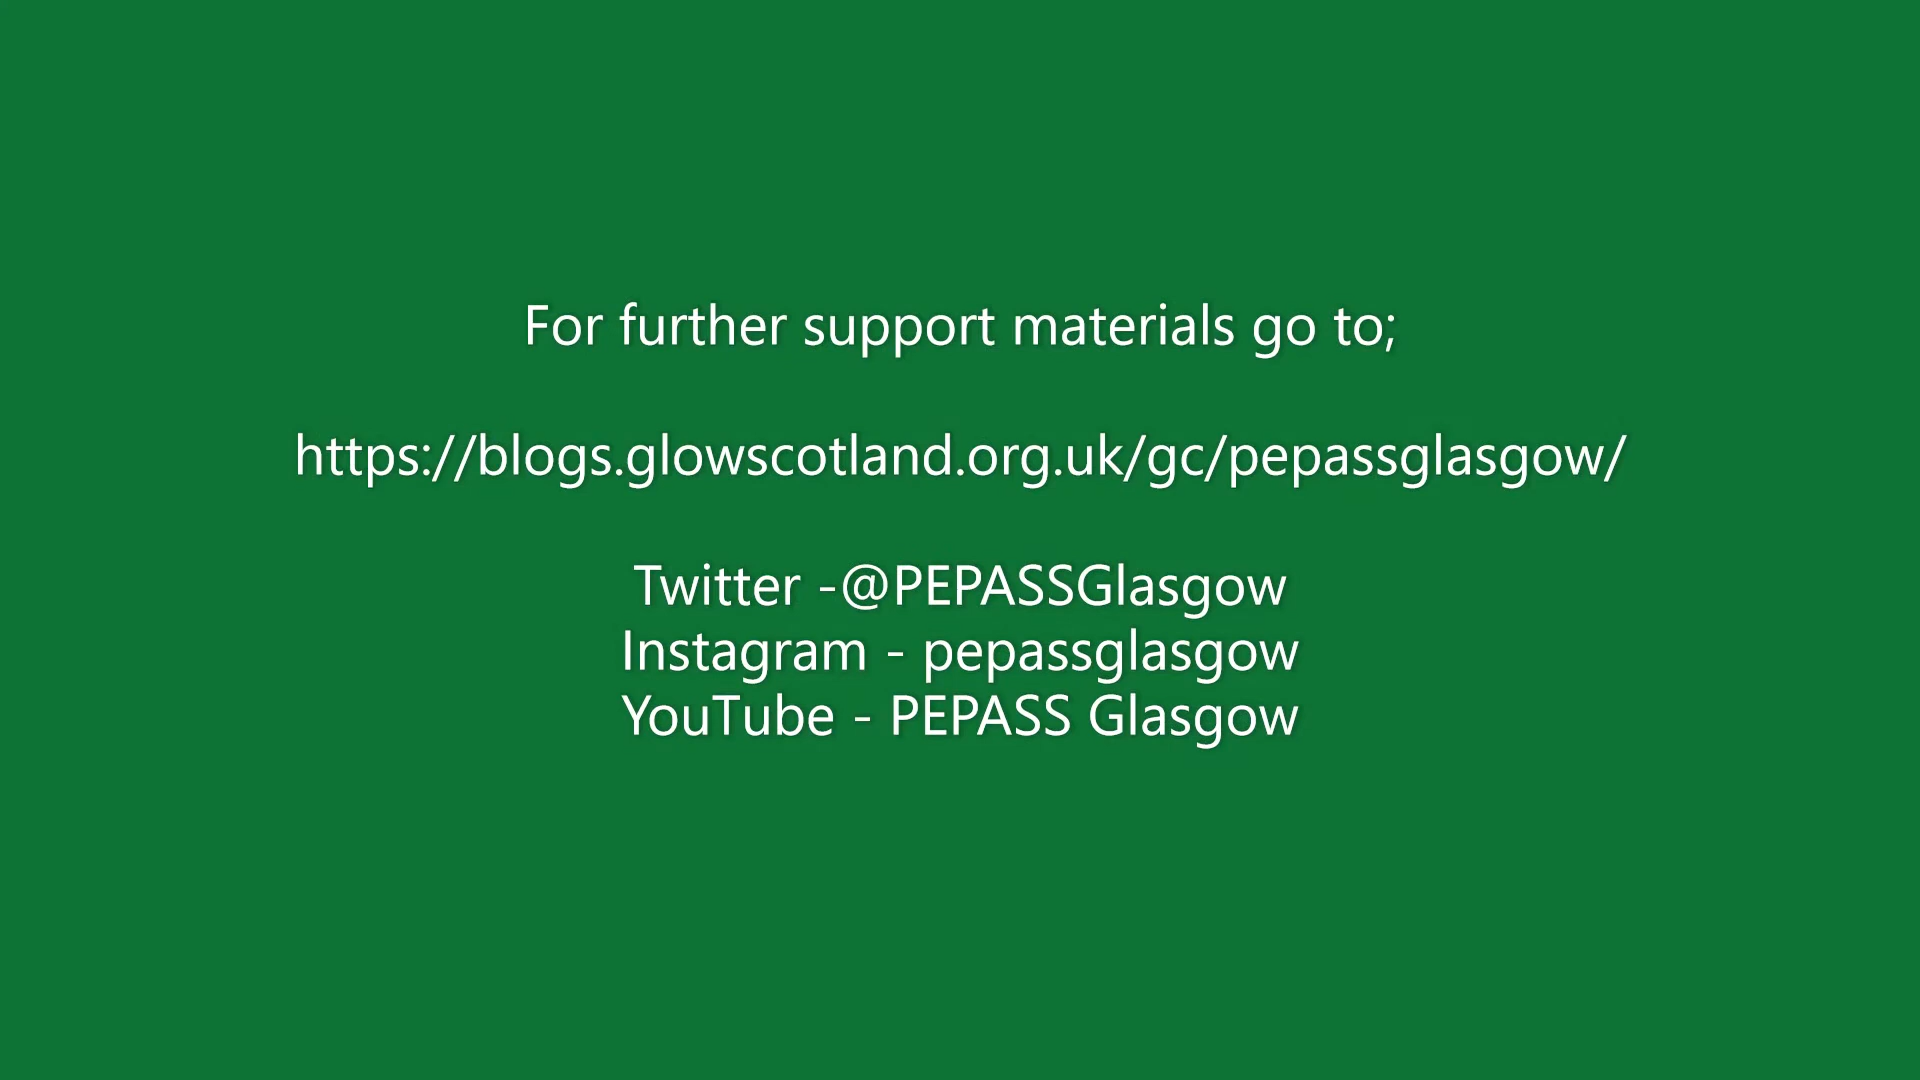 For further support materials go to;
https://blogs.glowscotland.org.uk/gc/pepassglasgow/
Twitter -@PEPASSGlasgow
Instagram - pepassglasgow
YouTube - PEPASS Glasgow